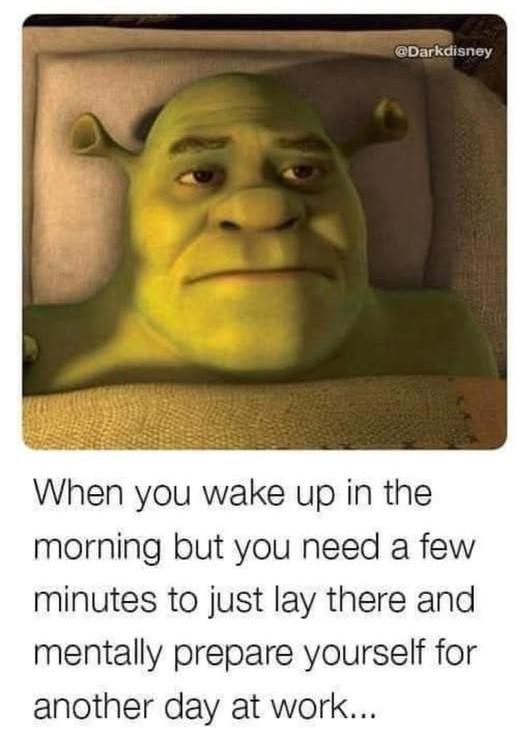 @Darkdisney
When you wake up in the
morning but you need a few
minutes to just lay there and
mentally prepare yourself for
another day at work...